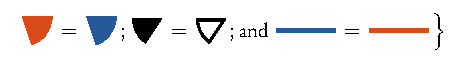 = ; = ; and = }